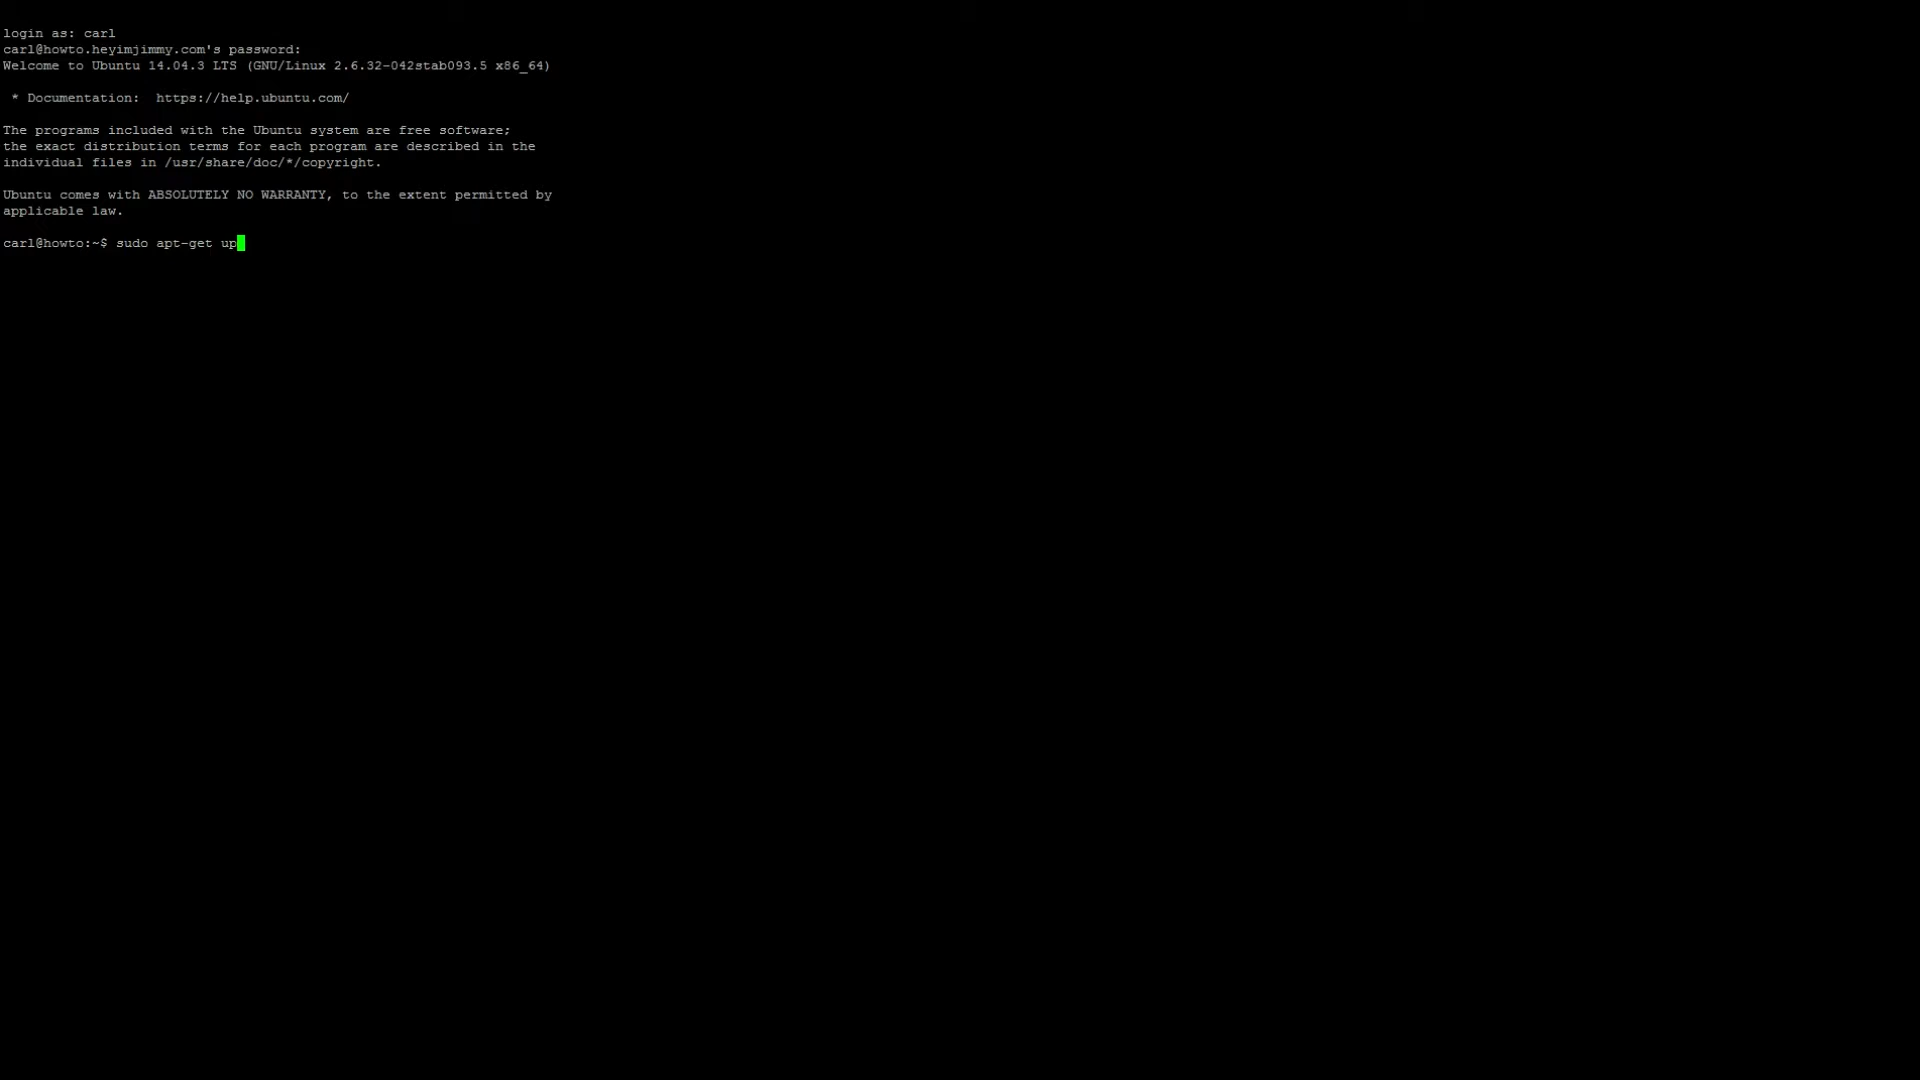 login as: carl
carl@howto.heyimjimmy.com's password:
Welcome to Ubuntu 14.04.3 LTS (GNU/Linux 2.6.32-042stab093.5 x86_64)
* Documentation:  https://help.ubuntu.com/
The programs included with the Ubuntu system are free software;
the exact distribution terms for each program are described in the
individual files in /usr/share/doc/*/copyright.
Ubuntu comes with ABSOLUTELY NO WARRANTY, to the extent permitted by
applicable law.
carl@howto:~$ sudo apt-get up